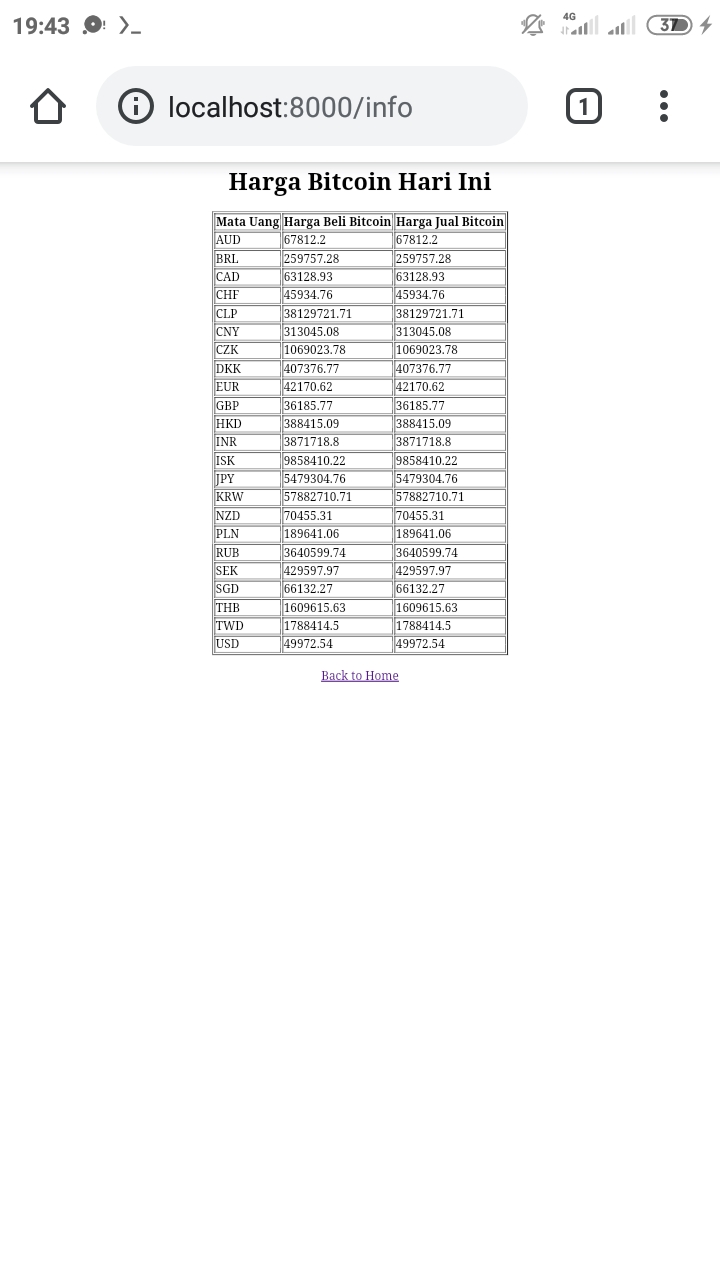 19:43 4G 37
1
localhost:8000/info
Harga Bitcoin Hari Ini
Mata Uang Harga Beli Bitcoin Harga Jual Bitcoin
AUD 67812.2 67812.2
BRL 259757.28 259757.28
CAD 63128.93 63128.93
CHF 45934.76 45934.76
CLP 38129721.71 38129721.71
CNY 313045.08 313045.08
CZK 1069023.78 1069023.78
DKK 407376.77 407376.77
EUR 42170.62 42170.62
GBP 36185.77 36185.77
HKD 388415.09 388415.09
INR 3871718.8 3871718.8
ISK 9858410.22 9858410.22
JPY 5479304.76 5479304.76
KRW 57882710.71 57882710.71
NZD 70455.31 70455.31
PLN 189641.06 189641.06
RUB 3640599.74 3640599.74
SEK 429597.97 429597.97
SGD 66132.27 66132.27
THB 1609615.63 1609615.63
TWD 1788414.5 1788414.5
USD 49972.54 49972.54
Back to Home